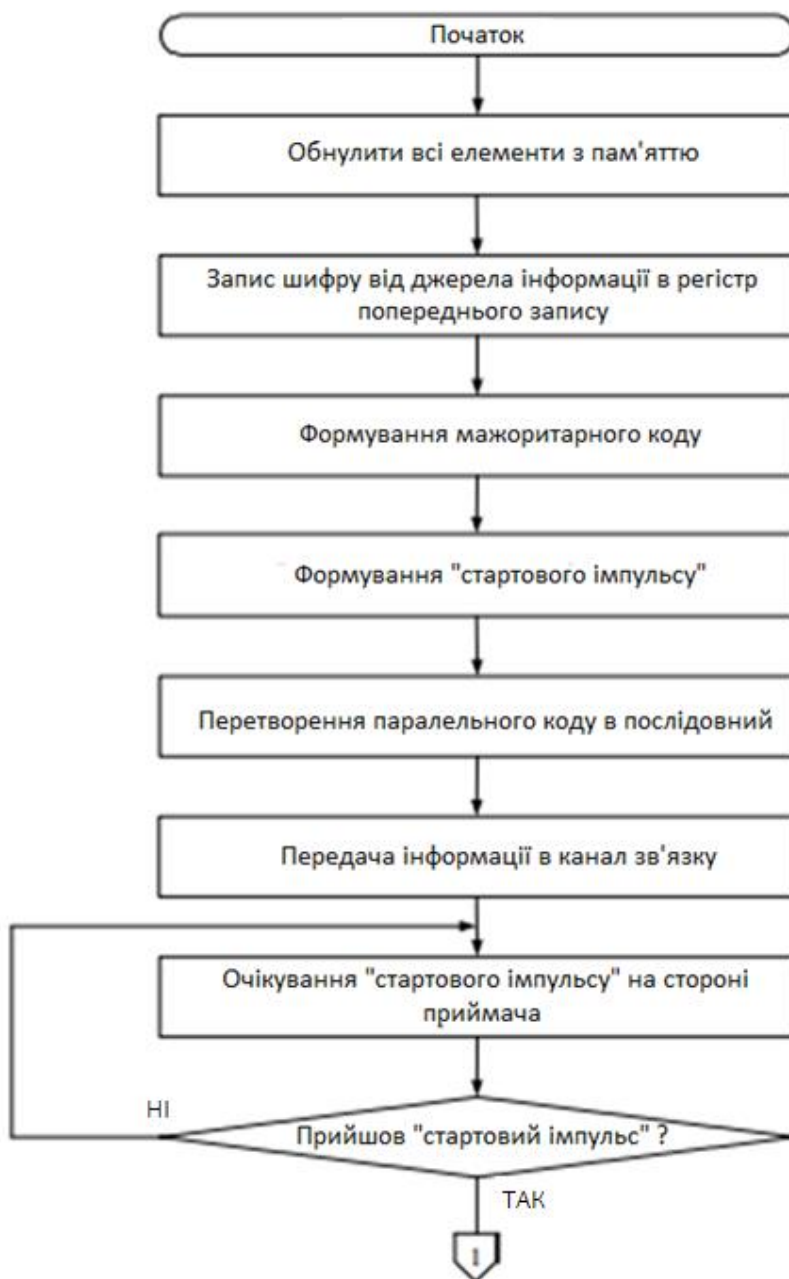 Початок
Обнулити всі елементи з пам'яттю
Запис шифру від джерела інформації в регістр
попереднього запису
Формування мажоритарного коду
Формування "стартового імпульсу"
Перетворення паралельного коду в послідовний
Передача інформації в канал зв'язку
Очікування "стартового імпульсу" на стороні
приймача
НІ
Прийшов "стартовий імпульс" ?
ТАК
1